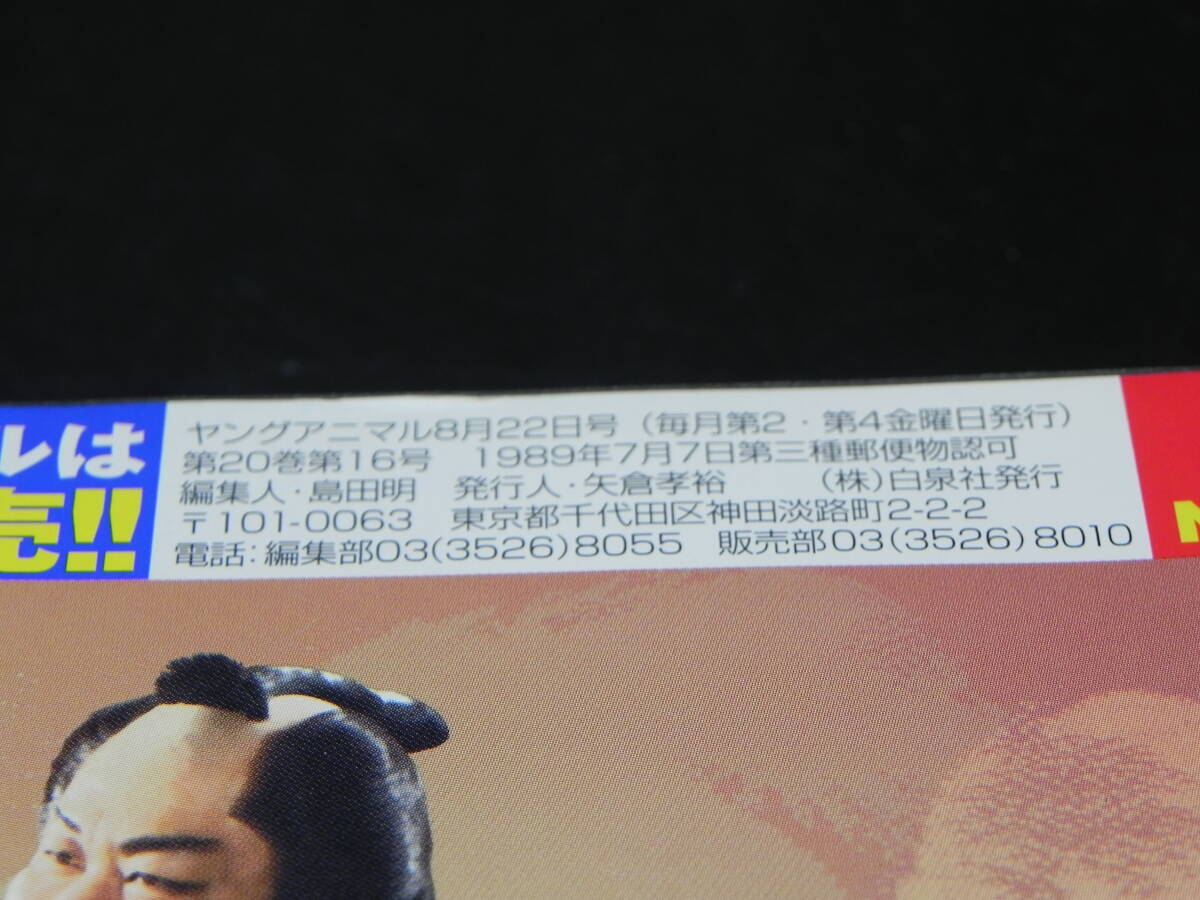 ルは
売!!
ヤングアニマル8月22日号（毎月第2・第4金曜日発行）
第20巻第16号　1989年7月7日第三種郵便物認可
編集人・島田明　発行人・矢倉孝裕　　（株）白泉社発行
〒101-0063　東京都千代田区神田淡路町2-2-2
電話：編集部03(3526)8055　販売部03(3526)8010